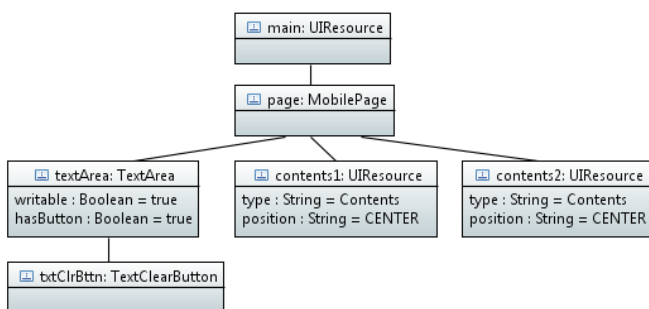 main: UIResource
page: MobilePage
textArea: TextArea
writable : Boolean = true
hasButton : Boolean = true
contents1: UIResource
type : String = Contents
position : String = CENTER
contents2: UIResource
type : String = Contents
position : String = CENTER
txtClrBttn: TextClearButton